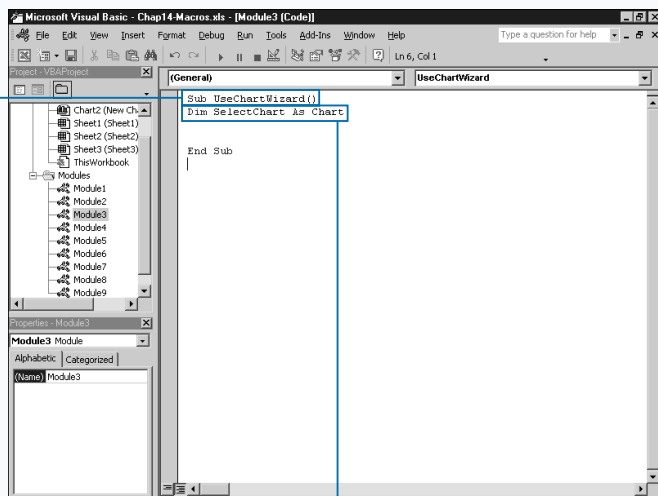 Microsoft Visual Basic - Chap14-Macros.xls - [Module3 (Code)]
File Edit View Insert Format Debug Run Tools Add-Ins Window Help
Type a question for help
Ln 6, Col 1
Project - VBAProject
(General)
UseChartWizard
Chart2 (New Ch
Sheet1 (Sheet1)
Sheet2 (Sheet2)
Sheet3 (Sheet3)
ThisWorkbook
Modules
Module1
Module2
Module3
Module4
Module5
Module6
Module7
Module8
Module9
Properties - Module3
Module3 Module
Alphabetic Categorized
(Name) Module3
Sub UseChartWizard()
Dim SelectChart As Chart
End Sub